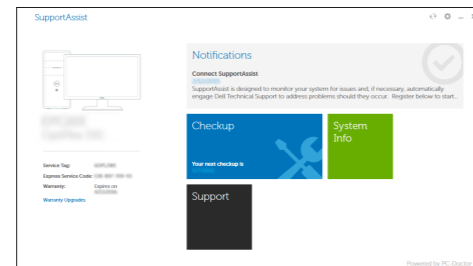 SupportAssist
Notifications
Connect SupportAssist
SupportAssist is designed to monitor your system for issues and, if necessary, automatically
engage Dell Technical Support to address problems should they occur. Register below to start...
Checkup
Your next checkup is
System
Info
Support
Service Tag:
Express Service Code:
Warranty: Expires on
Warranty Upgrades
Powered by PC-Doctor